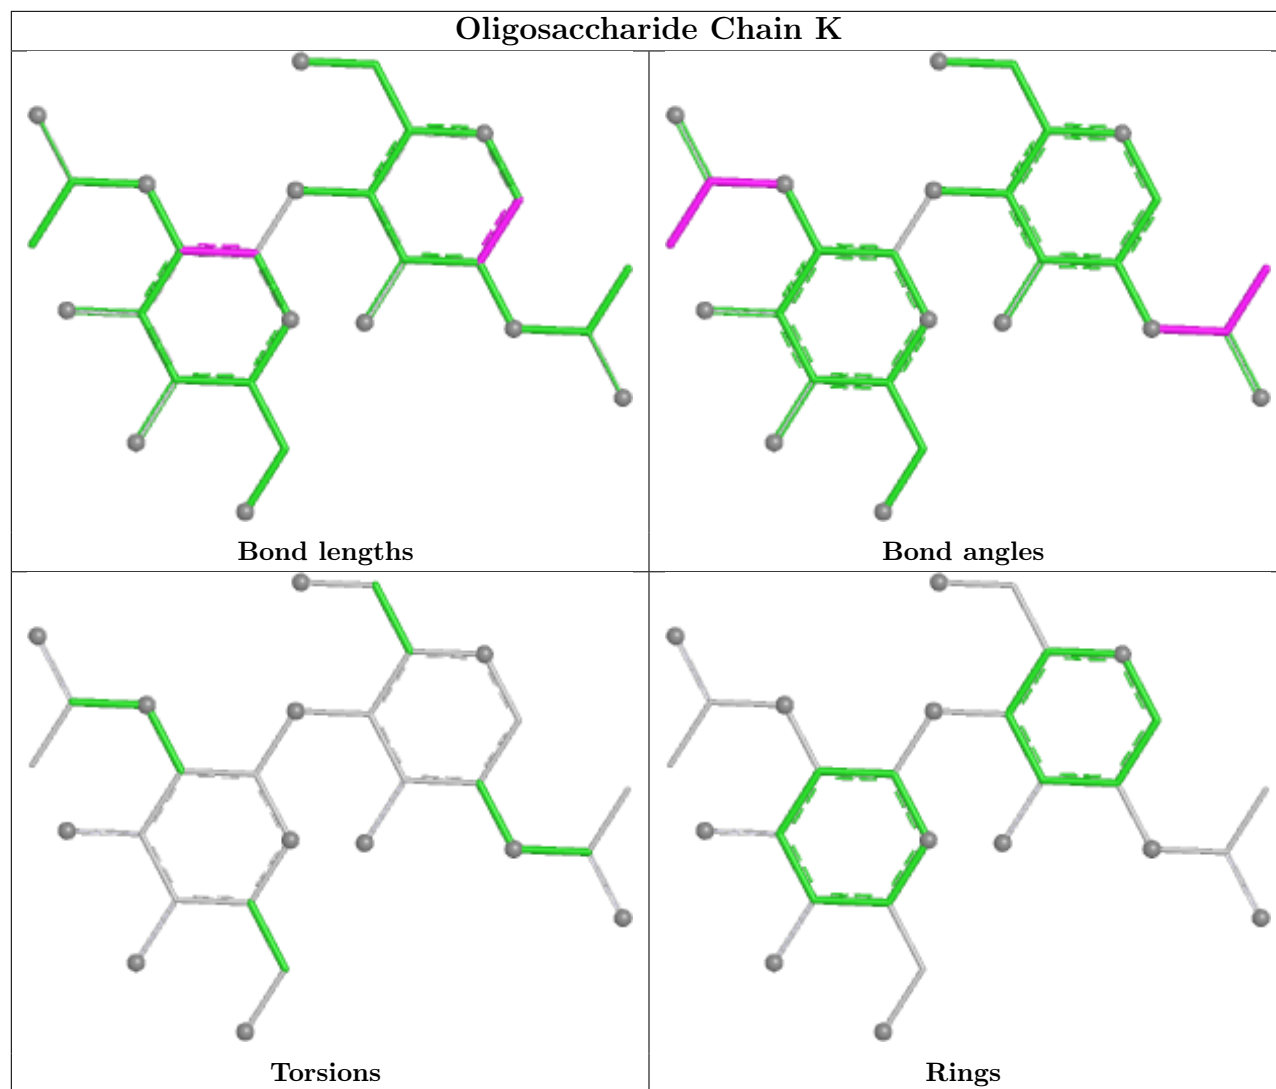 Oligosaccharide Chain K
Bond lengths
Bond angles
Torsions
Rings